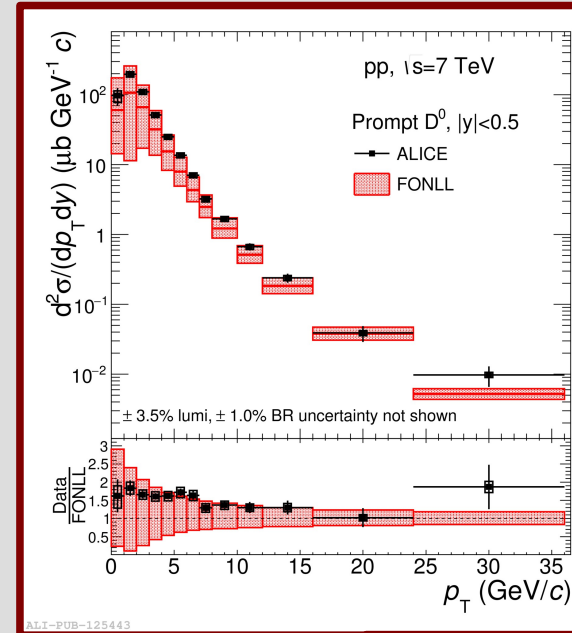 pp, √s=7 TeV
Prompt D⁰, |y|<0.5
ALICE
FONLL
d²σ/(dp_T dy) (μb GeV⁻¹ c)
10²
10
1
10⁻¹
10⁻²
± 3.5% lumi, ± 1.0% BR uncertainty not shown
Data
FONLL
3
2.5
2
1.5
1
0.5
0 5 10 15 20 25 30 35
p_T (GeV/c)
ALI-PUB-125443